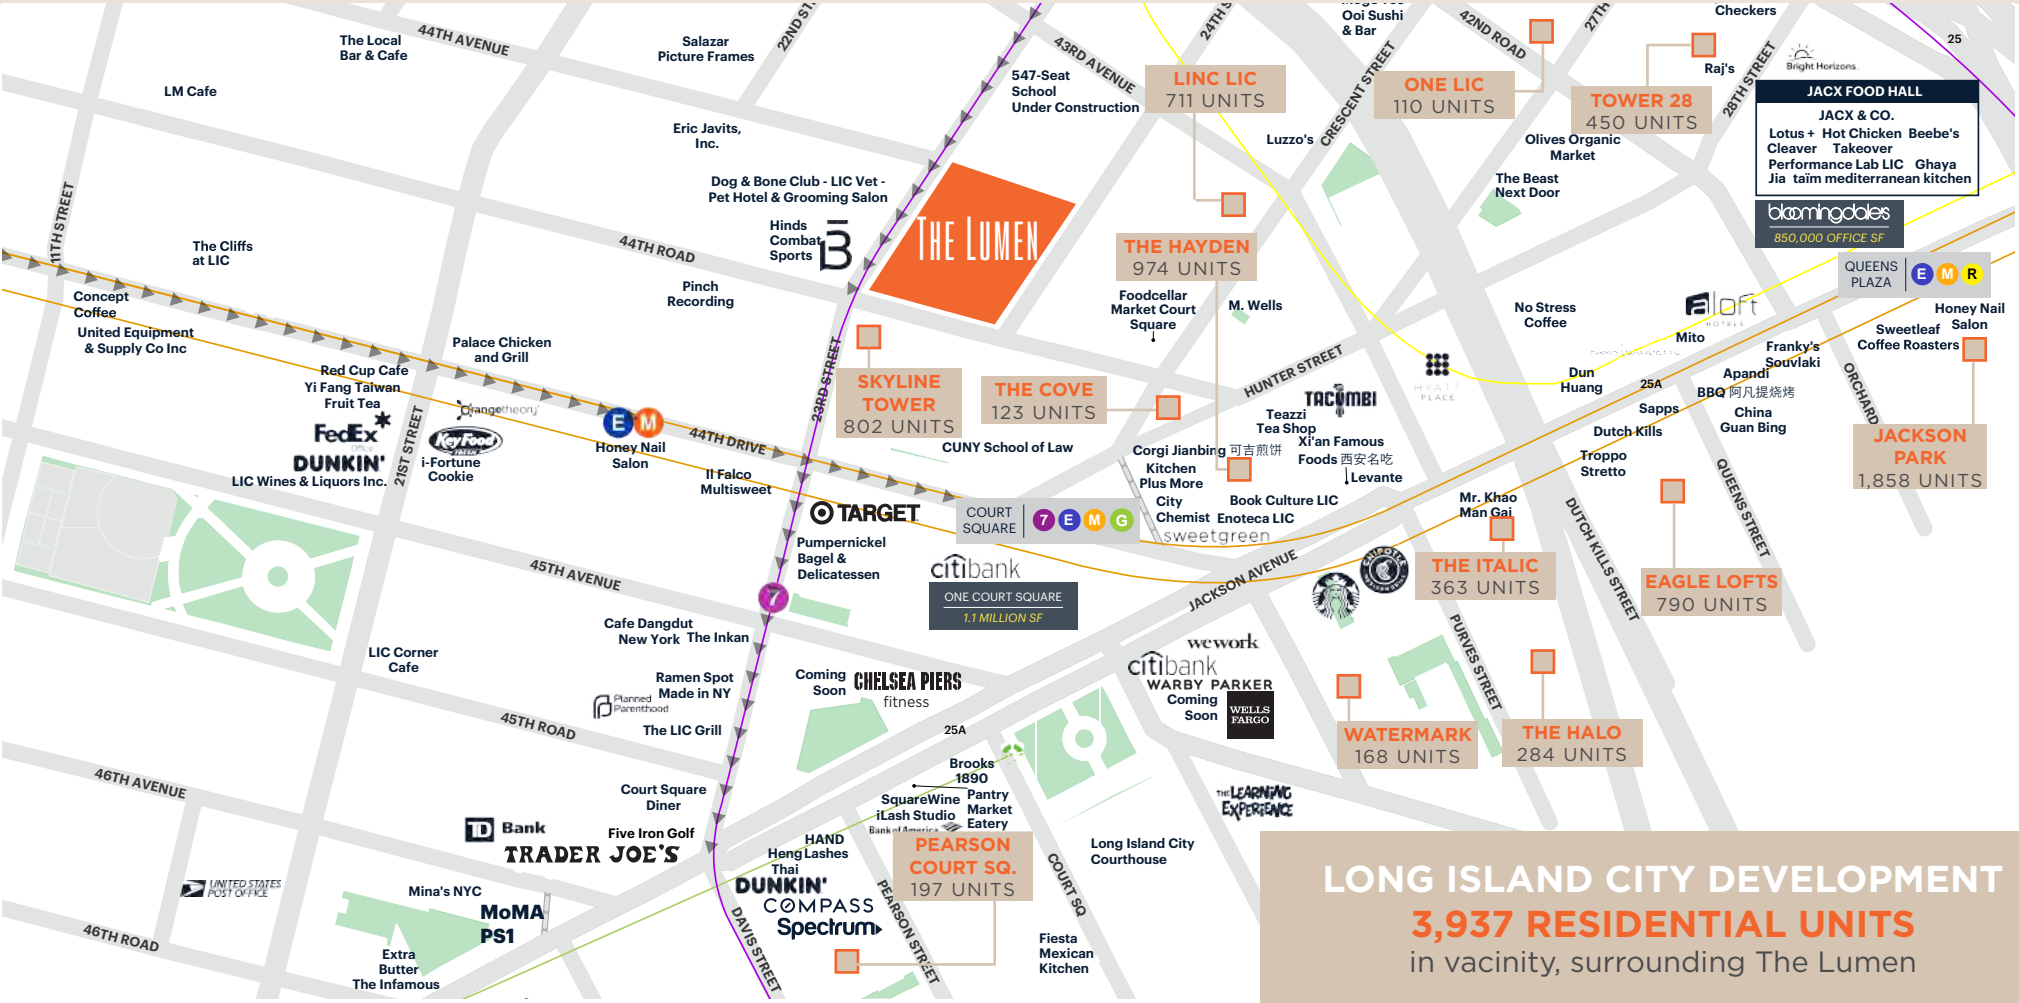 44TH AVENUE
The Local
Bar & Cafe
LM Cafe
Salazar
Picture Frames
Eric Javits,
Inc.
547-Seat
School
Under Construction
43RD AVENUE
Ooi Sushi
& Bar
42ND ROAD
Checkers
25
Raj's
Bright Horizons
28TH STREET
CRESCENT STREET
Luzzo's
LINC LIC
711 UNITS
ONE LIC
110 UNITS
TOWER 28
450 UNITS
Olives Organic
Market
The Beast
Next Door
JACX FOOD HALL
JACX & CO.
Lotus + Hot Chicken Beebe's
Cleaver Takeover
Performance Lab LIC Ghaya
Jia taïm mediterranean kitchen
bloomingdales
850,000 OFFICE SF
QUEENS
PLAZA
E M R
Dog & Bone Club - LIC Vet -
Pet Hotel & Grooming Salon
Hinds
Combat
Sports
THE LUMEN
11TH STREET
The Cliffs
at LIC
44TH ROAD
Pinch
Recording
THE HAYDEN
974 UNITS
Foodcellar
Market Court
Square
M. Wells
No Stress
Coffee
aloft
HOTELS
Mito
Honey Nail
Salon
Sweetleaf
Coffee Roasters
Franky's
Souvlaki
Apandi
BBQ 阿凡提烧烤
China
Guan Bing
Concept
Coffee
United Equipment
& Supply Co Inc
Palace Chicken
and Grill
Red Cup Cafe
Yi Fang Taiwan
Fruit Tea
orangetheory
FedEx
Office
KeyFood
FRESH
DUNKIN'
i-Fortune
Cookie
LIC Wines & Liquors Inc.
21ST STREET
E M
Honey Nail
Salon
44TH DRIVE
Il Falco
Multisweet
23RD STREET
SKYLINE
TOWER
802 UNITS
THE COVE
123 UNITS
CUNY School of Law
HUNTER STREET
TACOMBI
HYATT
PLACE
Teazzi
Tea Shop
Xi'an Famous
Foods 西安名吃
Levante
Corgi Jianbing 可吉煎饼
Kitchen
Plus More
City
Chemist
Book Culture LIC
Enoteca LIC
sweetgreen
Dun
Huang
25A
Sapps
Dutch Kills
Troppo
Stretto
Mr. Khao
Man Gai
ORCHARD
JACKSON
PARK
1,858 UNITS
QUEENS STREET
DUTCH KILLS STREET
EAGLE LOFTS
790 UNITS
THE ITALIC
363 UNITS
CHIPOTLE
TARGET
COURT
SQUARE
7 E M G
Pumpernickel
Bagel &
Delicatessen
citibank
ONE COURT SQUARE
1.1 MILLION SF
JACKSON AVENUE
45TH AVENUE
7
Cafe Dangdut
New York
The Inkan
LIC Corner
Cafe
Ramen Spot
Made in NY
Planned
Parenthood
The LIC Grill
45TH ROAD
Coming
Soon
CHELSEA PIERS
fitness
wework
citibank
WARBY PARKER
Coming
Soon
WELLS
FARGO
PURVES STREET
WATERMARK
168 UNITS
THE HALO
284 UNITS
46TH AVENUE
25A
Court Square
Diner
Brooks
1890
SquareWine
iLash Studio
Pantry
Market
Eatery
Bank of America
THE LEARNING
EXPERIENCE
TD Bank
Five Iron Golf
TRADER JOE'S
HAND
Heng Lashes
Thai
DUNKIN'
COMPASS
Spectrum
PEARSON
COURT SQ.
197 UNITS
PEARSON STREET
COURT SQ
Long Island City
Courthouse
UNITED STATES
POST OFFICE
Mina's NYC
MoMA
PS1
46TH ROAD
Extra
Butter
The Infamous
DAVIS STREET
Fiesta
Mexican
Kitchen
LONG ISLAND CITY DEVELOPMENT
3,937 RESIDENTIAL UNITS
in vacinity, surrounding The Lumen